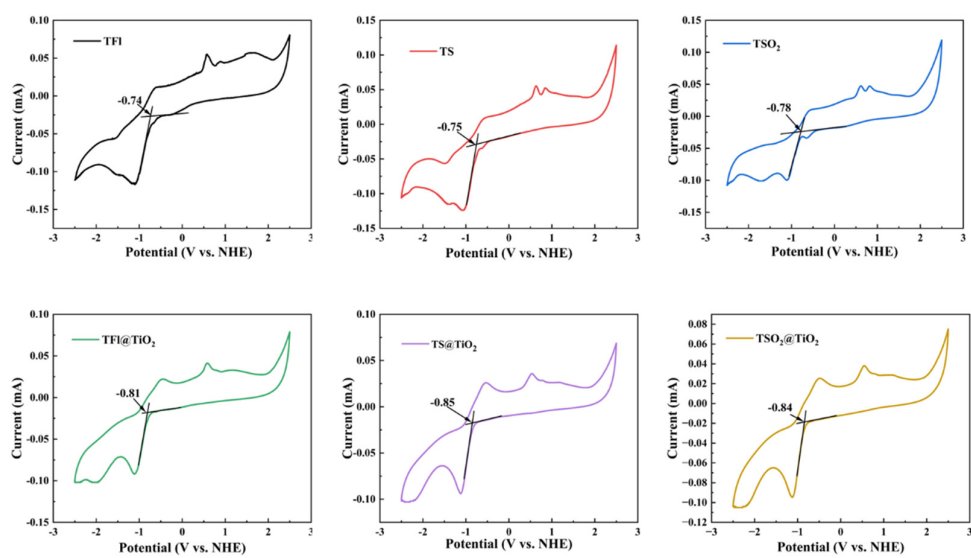 0.10
0.05
0.00
-0.05
-0.10
-0.15
Current (mA)
TFl
-0.74
-3 -2 -1 0 1 2 3
Potential (V vs. NHE)
0.15
0.10
0.05
0.00
-0.05
-0.10
-0.15
Current (mA)
TS
-0.75
-3 -2 -1 0 1 2 3
Potential (V vs. NHE)
0.15
0.10
0.05
0.00
-0.05
-0.10
-0.15
Current (mA)
TSO₂
-0.78
-3 -2 -1 0 1 2 3
Potential (V vs. NHE)
0.10
0.05
0.00
-0.05
-0.10
-0.15
Current (mA)
TFl@TiO₂
-0.81
-3 -2 -1 0 1 2 3
Potential (V vs. NHE)
0.10
0.05
0.00
-0.05
-0.10
Current (mA)
TS@TiO₂
-0.85
-3 -2 -1 0 1 2 3
Potential (V vs. NHE)
0.08
0.06
0.04
0.02
0.00
−0.02
−0.04
−0.06
−0.08
−0.10
−0.12
Current (mA)
TSO₂@TiO₂
-0.84
-3 -2 -1 0 1 2 3
Potential (V vs. NHE)